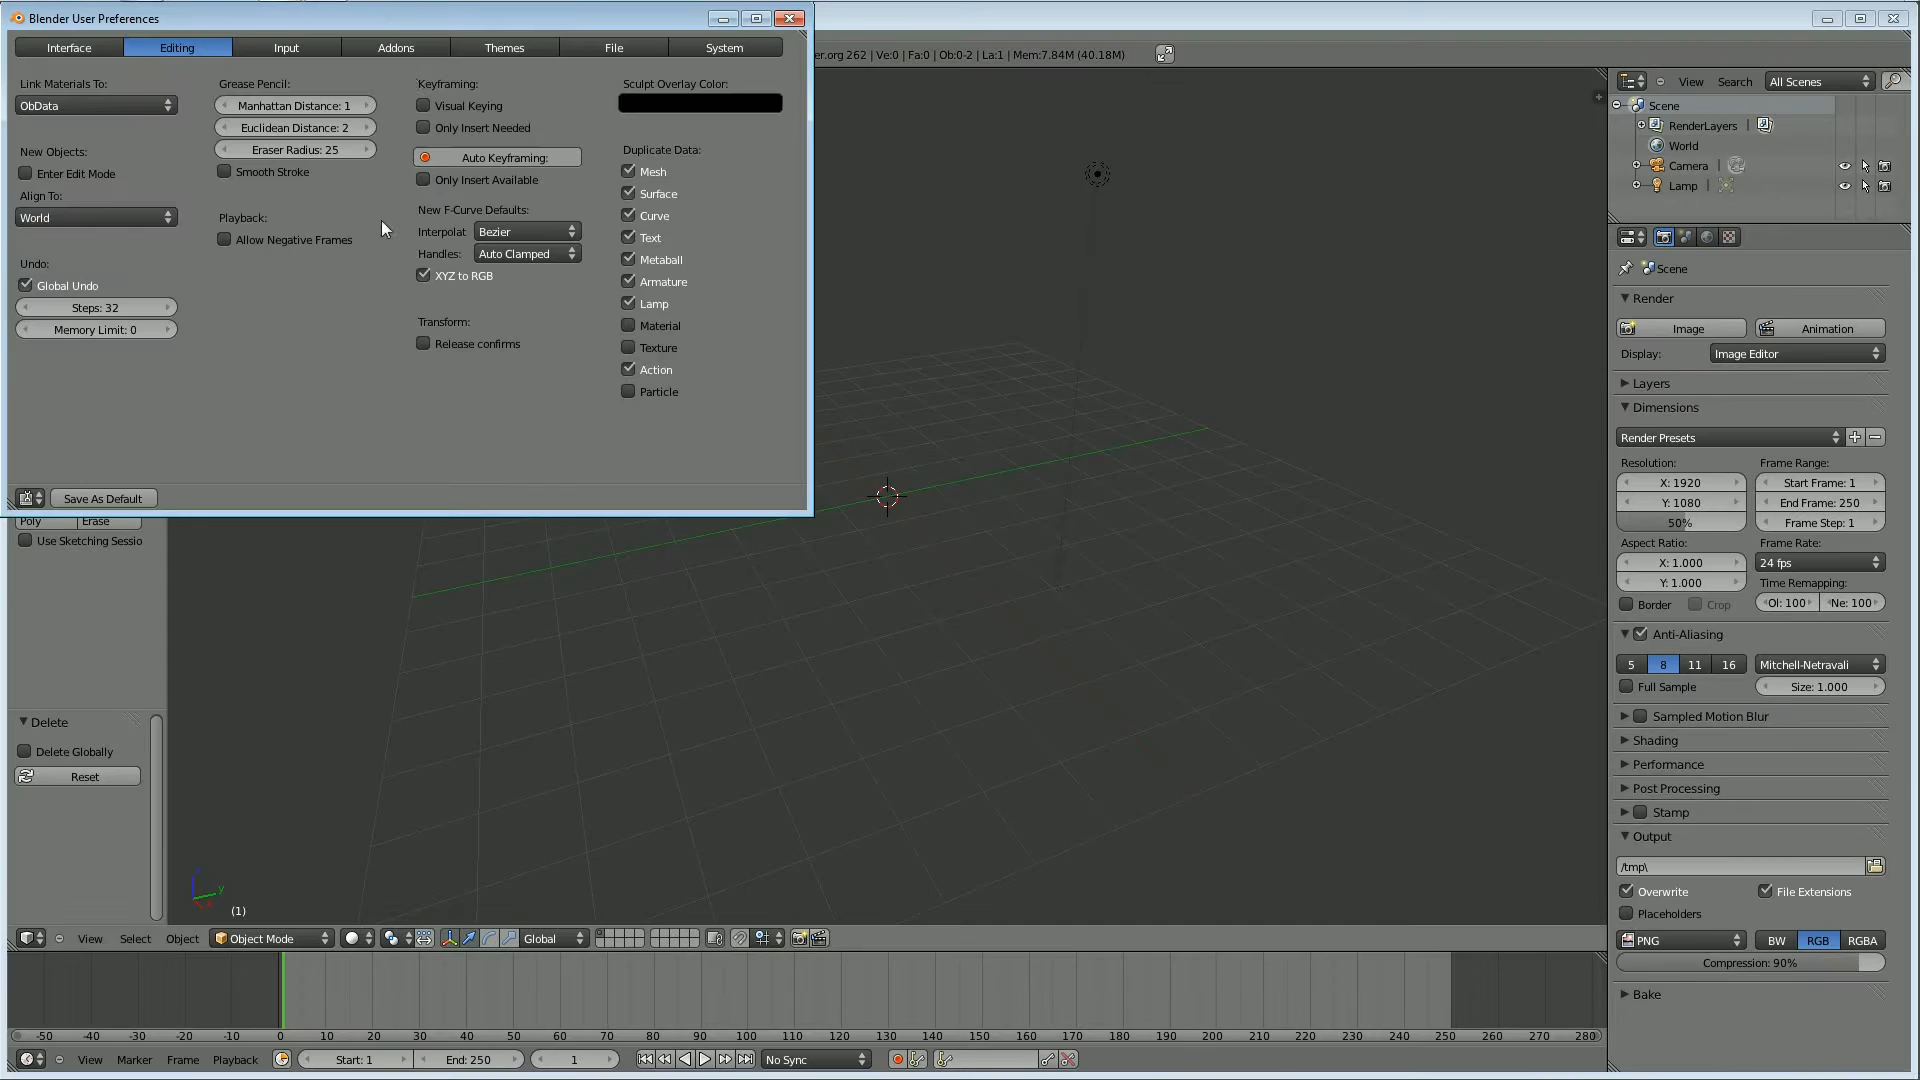 Blender User Preferences
Interface
Editing
Input
Addons
Themes
File
System
er.org 262 | Ve:0 | Fa:0 | Ob:0-2 | La:1 | Mem:7.84M (40.18M)
Link Materials To:
ObData
New Objects:
Enter Edit Mode
Align To:
World
Undo:
Global Undo
Steps: 32
Memory Limit: 0
Grease Pencil:
Manhattan Distance: 1
Euclidean Distance: 2
Eraser Radius: 25
Smooth Stroke
Playback:
Allow Negative Frames
Keyframing:
Visual Keying
Only Insert Needed
Auto Keyframing:
Only Insert Available
New F-Curve Defaults:
Interpolat Bezier
Handles: Auto Clamped
XYZ to RGB
Transform:
Release confirms
Sculpt Overlay Color:
Duplicate Data:
Mesh
Surface
Curve
Text
Metaball
Armature
Lamp
Material
Texture
Action
Particle
Save As Default
Poly Erase
Use Sketching Sessio
Delete
Delete Globally
Reset
(1)
z
y
View Select Object Object Mode Global
-50 -40 -30 -20 -10 0 10 20 30 40 50 60 70 80 90 100 110 120 130 140 150 160 170 180 190 200 210 220 230 240 250 260 270 280
View Marker Frame Playback Start: 1 End: 250 1 No Sync
View Search All Scenes
Scene
RenderLayers |
World
Camera |
Lamp |
Scene
Render
Image Animation
Display: Image Editor
Layers
Dimensions
Render Presets
Resolution: Frame Range:
X: 1920 Start Frame: 1
Y: 1080 End Frame: 250
50% Frame Step: 1
Aspect Ratio: Frame Rate:
X: 1.000 24 fps
Y: 1.000 Time Remapping:
Border Crop Ol: 100 Ne: 100
Anti-Aliasing
5 8 11 16 Mitchell-Netravali
Full Sample Size: 1.000
Sampled Motion Blur
Shading
Performance
Post Processing
Stamp
Output
/tmp\
Overwrite File Extensions
Placeholders
PNG BW RGB RGBA
Compression: 90%
Bake